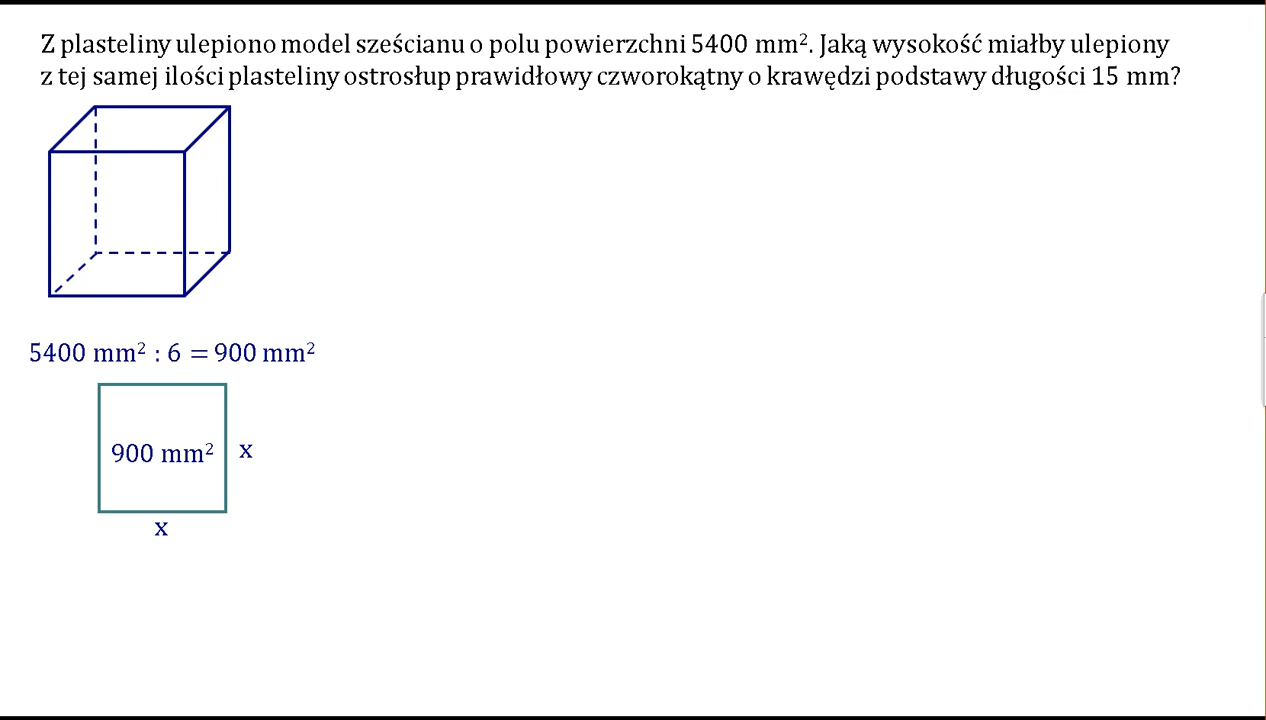 Z plasteliny ulepiono model sześcianu o polu powierzchni 5400 mm². Jaką wysokość miałby ulepiony
z tej samej ilości plasteliny ostrosłup prawidłowy czworokątny o krawędzi podstawy długości 15 mm?
5400 mm² : 6 = 900 mm²
900 mm² x
x